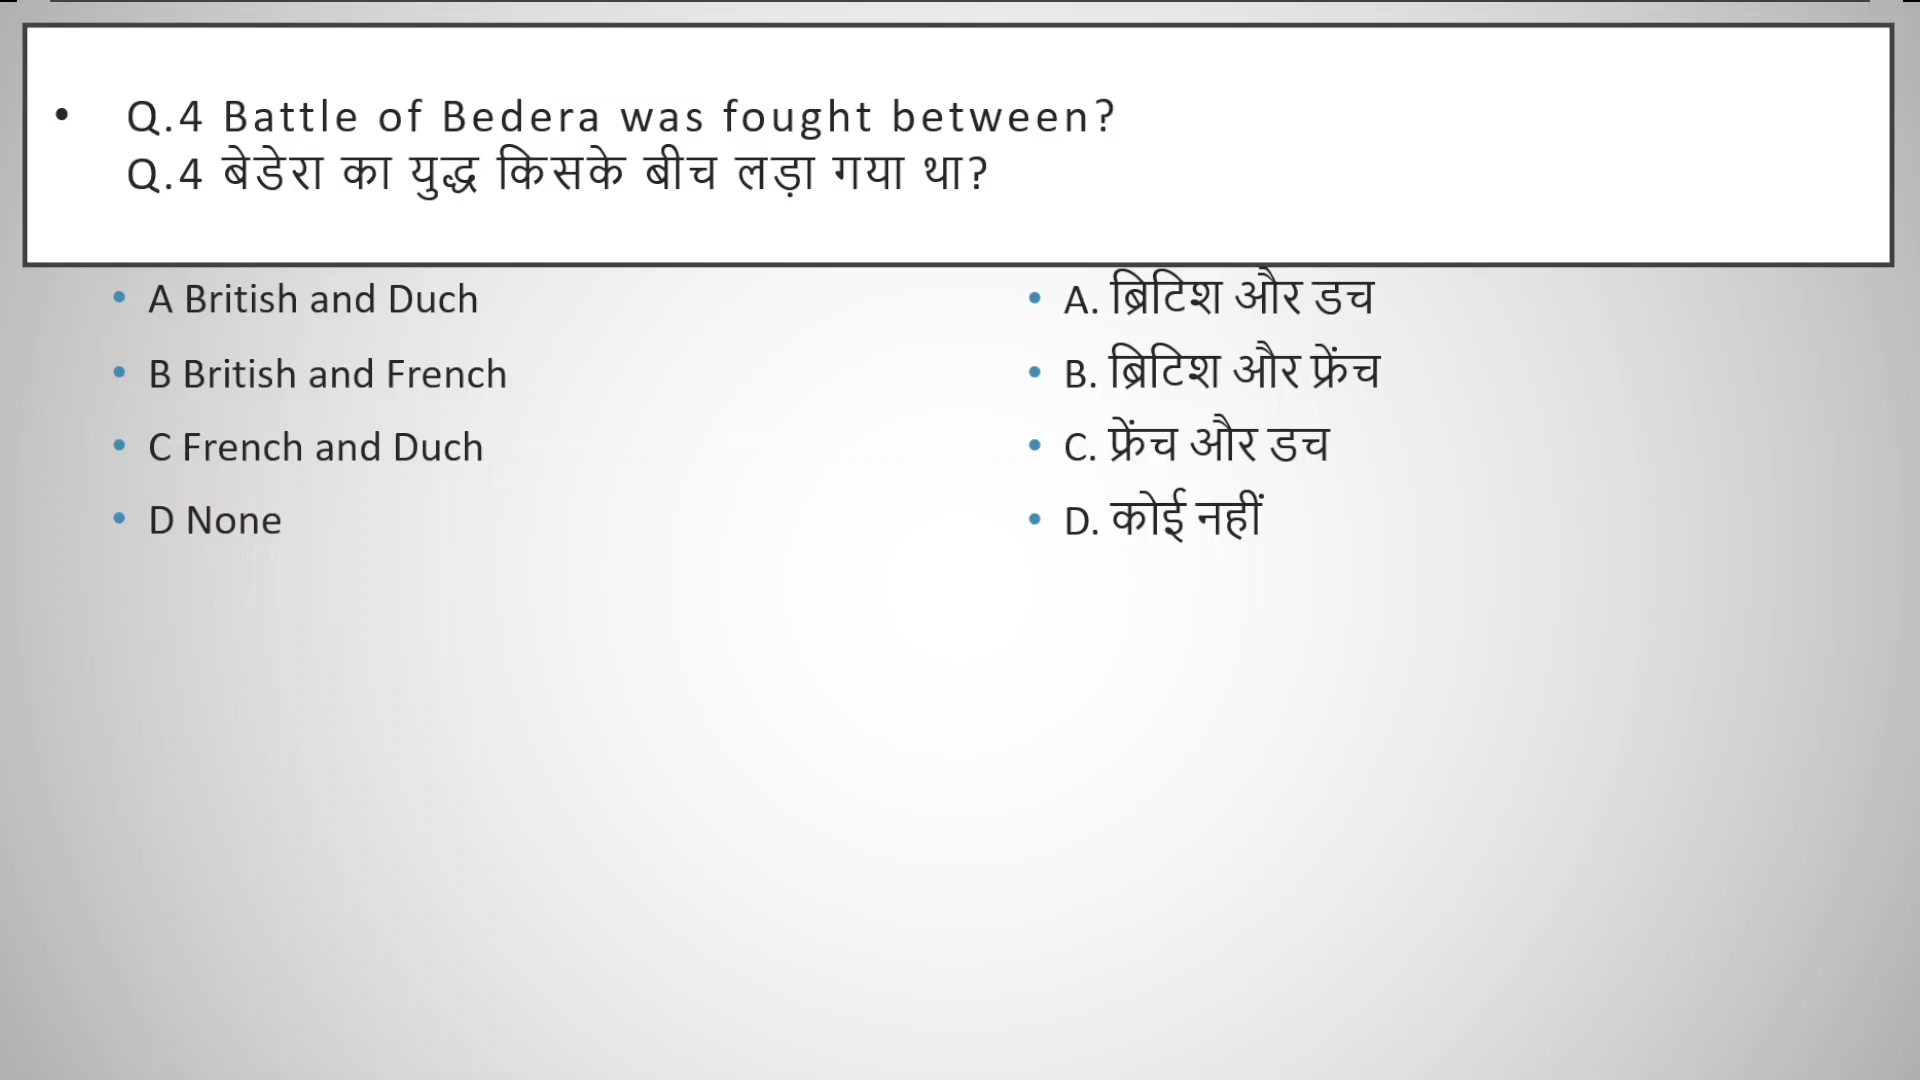 • Q.4 Battle of Bedera was fought between?
Q.4 बेडेरा का युद्ध किसके बीच लड़ा गया था?
• A British and Duch
• B British and French
• C French and Duch
• D None
• A. ब्रिटिश और डच
• B. ब्रिटिश और फ्रेंच
• C. फ्रेंच और डच
• D. कोई नहीं